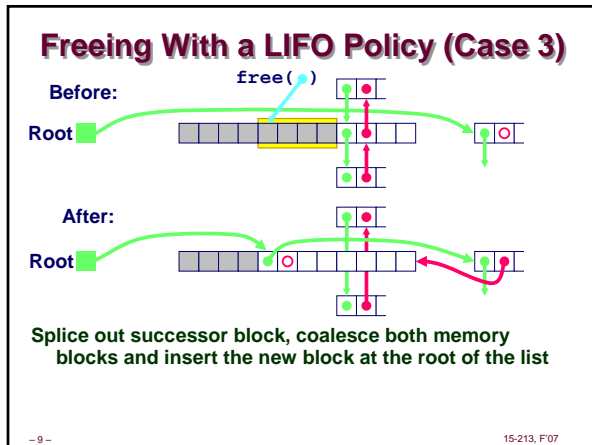 Freeing With a LIFO Policy (Case 3)
free( )
Before:
Root
After:
Root
Splice out successor block, coalesce both memory
blocks and insert the new block at the root of the list
– 9 –
15-213, F'07